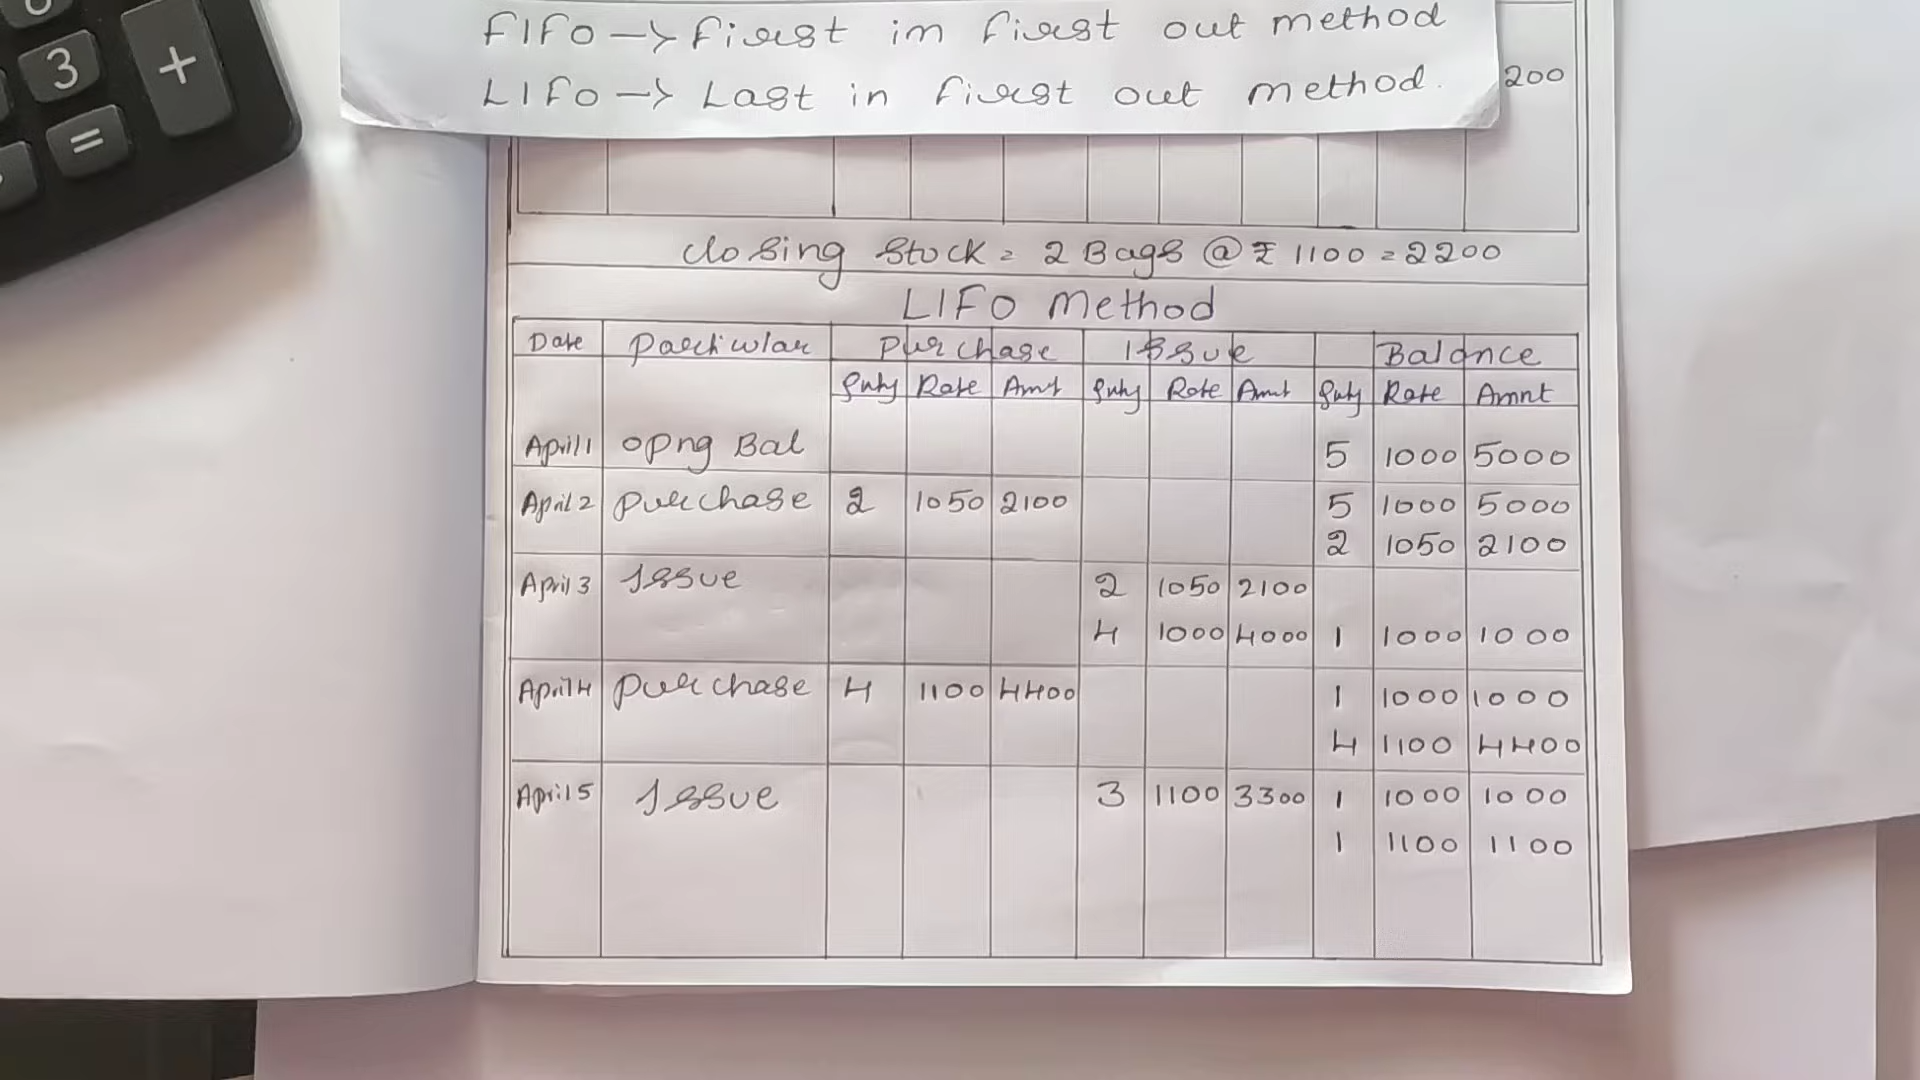 3
+
=
FIFO → First in first out method
LIFO → Last in first out method.
200
Closing Stock = 2 Bags @ ₹ 1100 = 2200
LIFO Method
Date Particular Purchase Issue Balance
Qnty Rate Amt Qnty Rate Amt Qnty Rate Amnt
April 1 opng Bal 5 1000 5000
April 2 purchase 2 1050 2100 5 1000 5000
2 1050 2100
April 3 Issue 2 1050 2100
4 1000 4000 1 1000 1000
April 4 purchase 4 1100 4400 1 1000 1000
4 1100 4400
April 5 Issue 3 1100 3300 1 1000 1000
1 1100 1100